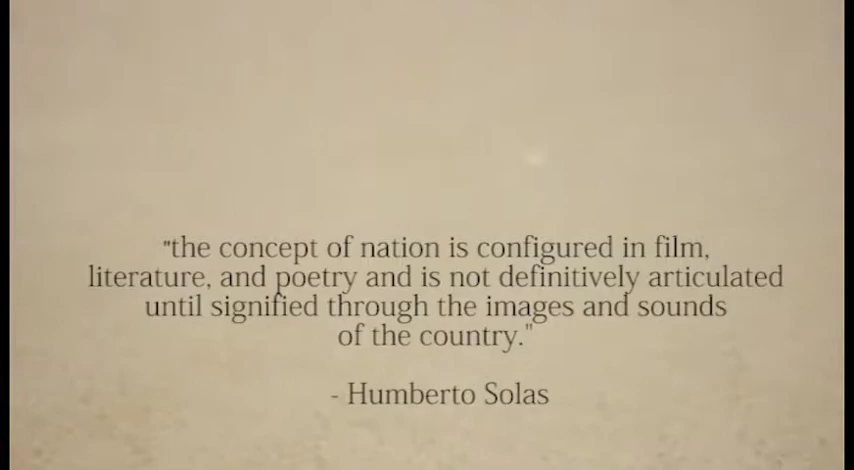 "the concept of nation is configured in film,
literature, and poetry and is not definitively articulated
until signified through the images and sounds
of the country."
- Humberto Solas